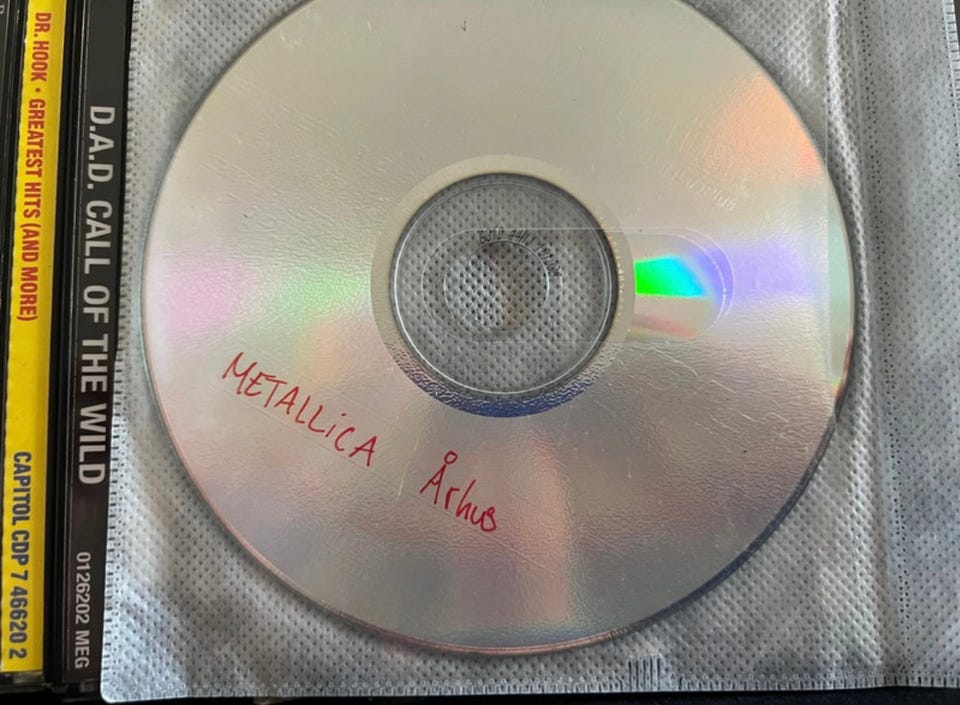 DR. HOOK • GREATEST HITS (AND MORE)
CAPITOL CDP 7 46620 2
D.A.D. CALL OF THE WILD
0126202 MEG
METALLiCA Århus